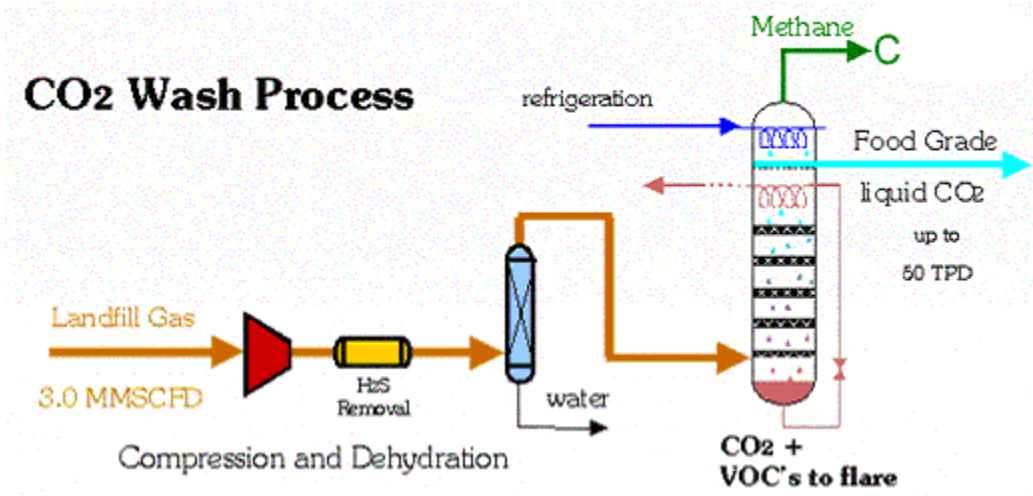 Methane
C
CO2 Wash Process
refrigeration
Food Grade
liquid CO2
up to
50 TPD
Landfill Gas
3.0 MMSCFD
H2S
Removal
water
Compression and Dehydration
CO2 +
VOC's to flare